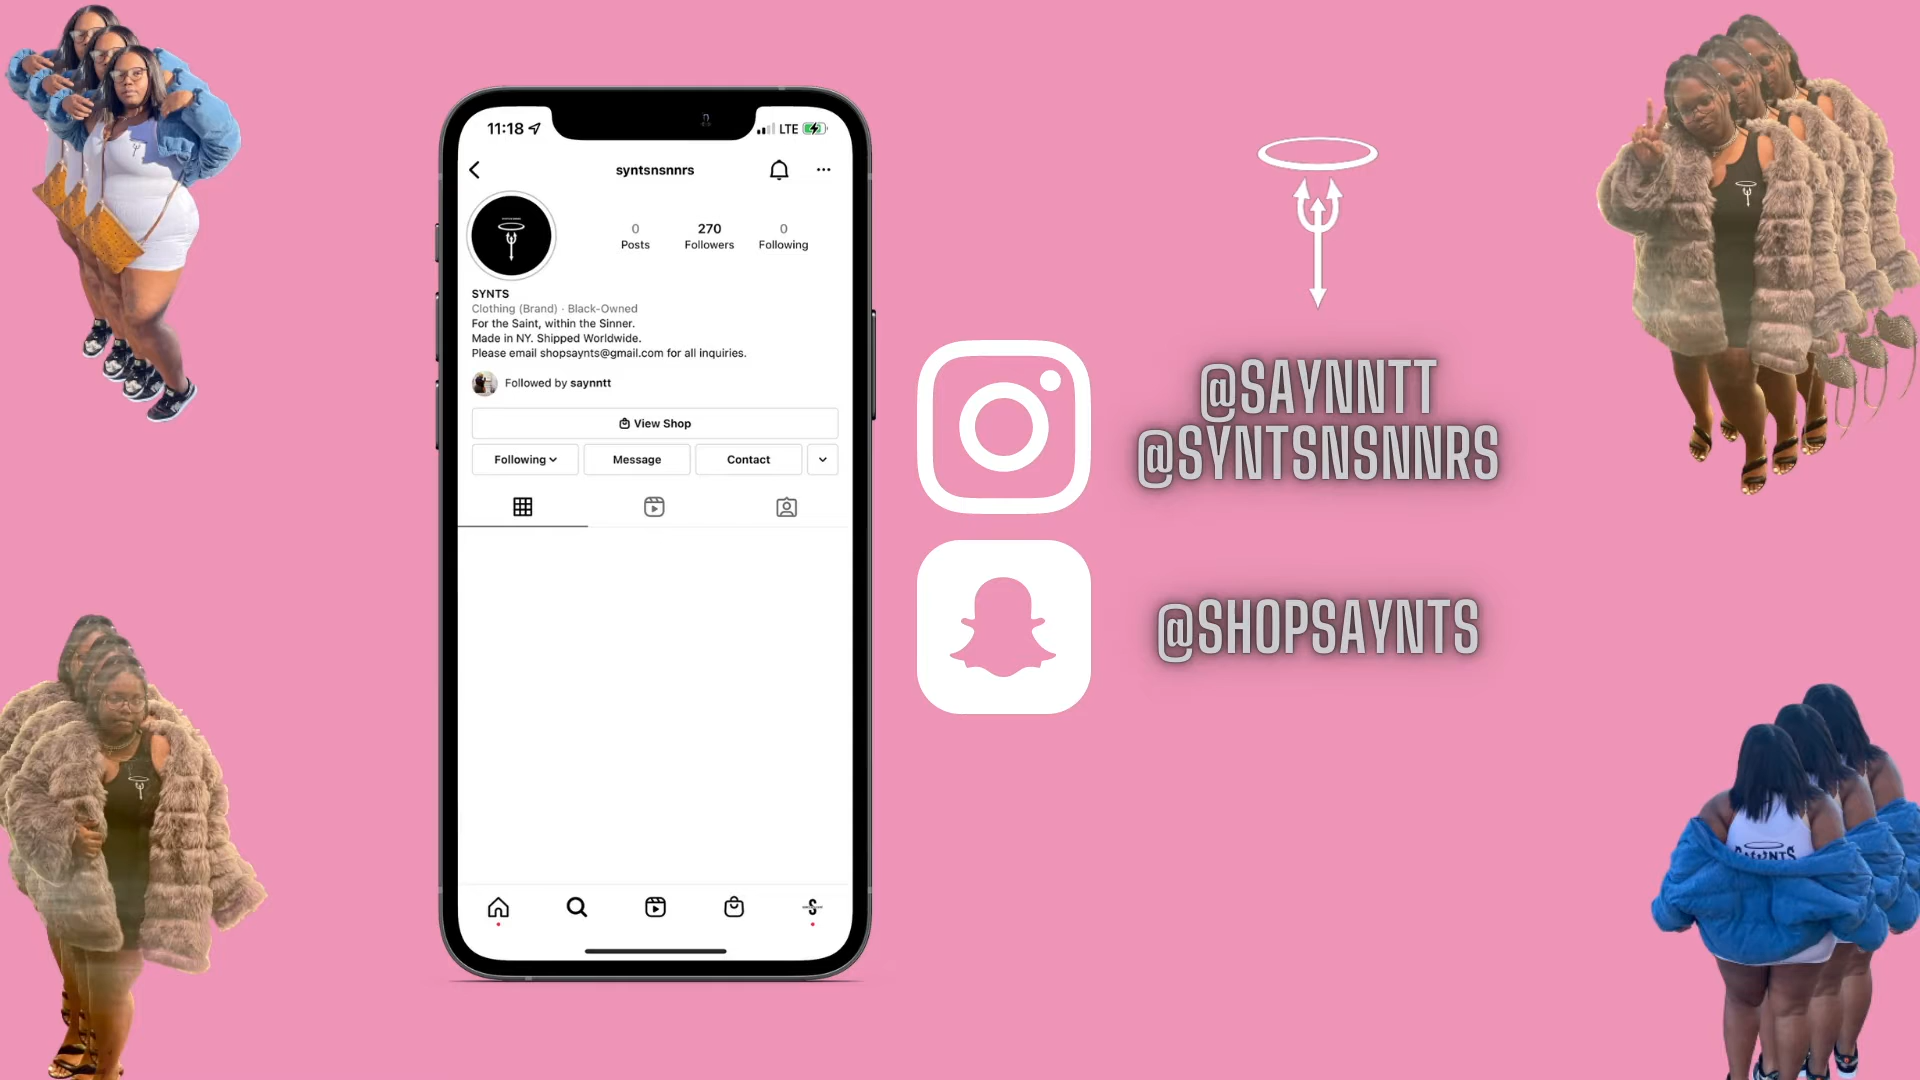 11:18
LTE
syntsnsnnrs
0
Posts
270
Followers
0
Following
SYNTS
Clothing (Brand) · Black-Owned
For the Saint, within the Sinner.
Made in NY. Shipped Worldwide.
Please email shopsaynts@gmail.com for all inquiries.
Followed by saynntt
View Shop
Following
Message
Contact
@SAYNNTT
@SYNTSNSNNRS
@SHOPSAYNTS